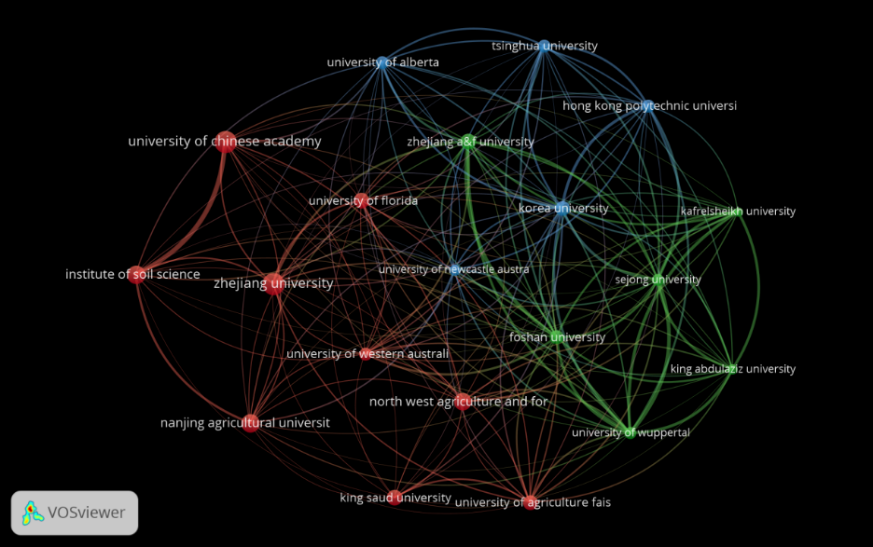 tsinghua university
university of alberta
hong kong polytechnic universi
university of chinese academy
zhejiang a&f university
university of florida
korea university
kafrelsheikh university
university of newcastle austra
institute of soil science
zhejiang university
sejong university
foshan university
university of western australi
king abdulaziz university
north west agriculture and for
nanjing agricultural universit
university of wuppertal
king saud university
university of agriculture fais
VOSviewer